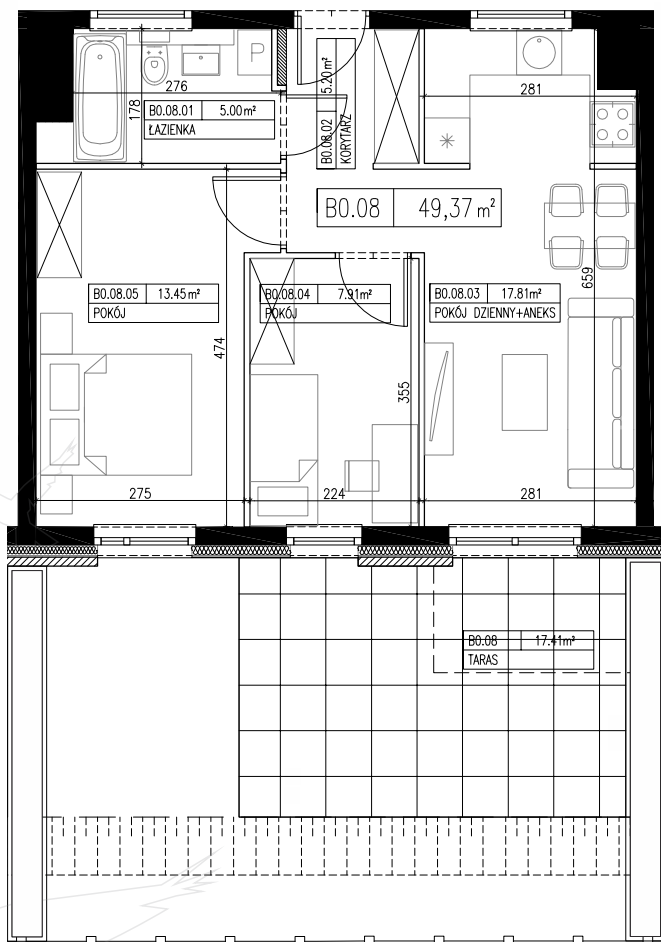 P
276
178
B0.08.01 5.00m²
ŁAZIENKA
B0.08.02 5.20m²
KORYTARZ
281
B0.08 49,37 m²
B0.08.05 13.45m²
POKÓJ
B0.08.04 7.91m²
POKÓJ
B0.08.03 17.81m²
POKÓJ DZIENNY+ANEKS
659
474
355
275
224
281
B0.08 17.41m²
TARAS